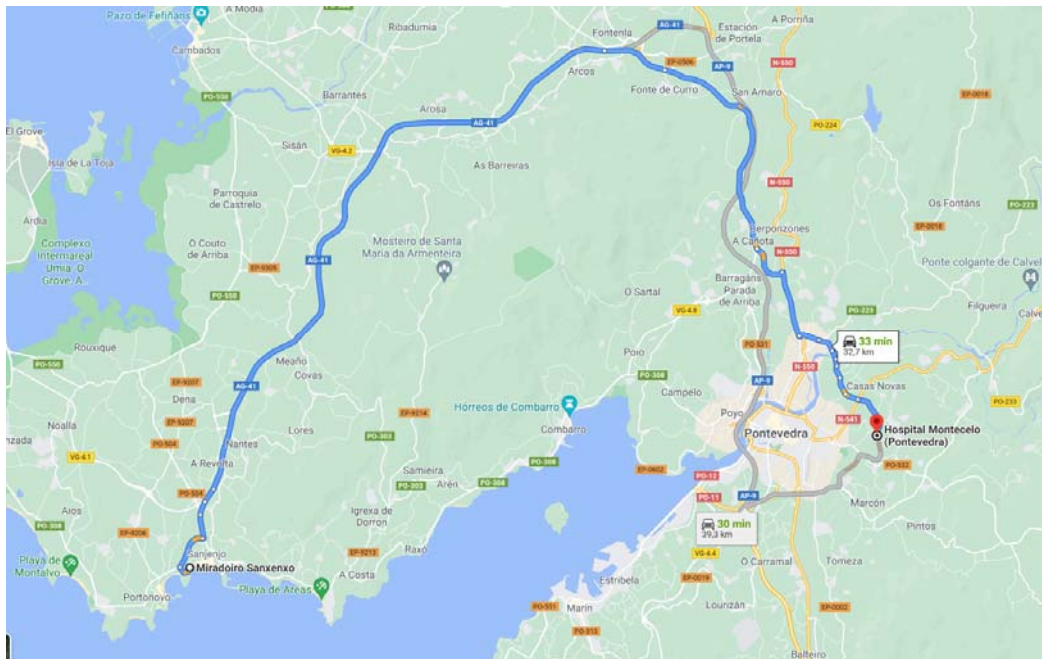 Pazo de Fefiñans
A Modia
Ribadumia
Fontenla
AG-41
Estación
de Portela
A Porriña
N-550
Cambados
PO-550
EP-0506
AP-9
Arcos
Fonte de Curro
San Amaro
EP-0018
Barrantes
Arosa
AG-41
PO-224
El Grove
Sisán
VG-4.2
Isla de La Toja
As Barreiras
N-550
Parroquia
de Castrelo
Os Fontáns
PO-223
Ardia
Complexo
Intermareal
Umia, O
Grove, A...
O Couto
de Arriba
EP-9305
AG-41
Mosteiro de Santa
Maria da Armenteira
A Canota
Berporizones
N-550
EP-0018
Ponte colgante de Calvel
Barragáns
Parada
de Arriba
PO-550
O Sartal
VG-4.8
PO-223
Filgueira
Calve
Rouxique
PO-531
33 min
32,7 km
PO-550
EP-9207
Meaño
Covas
Poio
PO-308
N-550
AG-41
Dena
Campelo
AP-9
Casas Novas
PO-233
Noalla
EP-9207
EP-9214
Hórreos de Combarro
Poyo
N-541
nzada
Lores
PO-303
Combarro
Pontevedra
Hospital Montecelo
(Pontevedra)
PO-504
Nantes
VG-4.1
A Revolta
Samieira
PO-308
EP-0602
PO-532
PO-303
Arén
PO-308
PO-12
PO-504
PO-11
AP-9
Marcón
Aios
Igrexa de
Dorron
30 min
39,3 km
Pintos
PO-308
EP-9206
Raxó
Sanjenjo
EP-9213
VG-4.4
O Carramal
Tomeza
Playa de
Montalvo
Miradoiro Sanxenxo
A Costa
Estribela
EP-0019
Portonovo
Playa de Areas
Marín
PO-551
Lourizán
EP-0002
PO-313
Balteiro